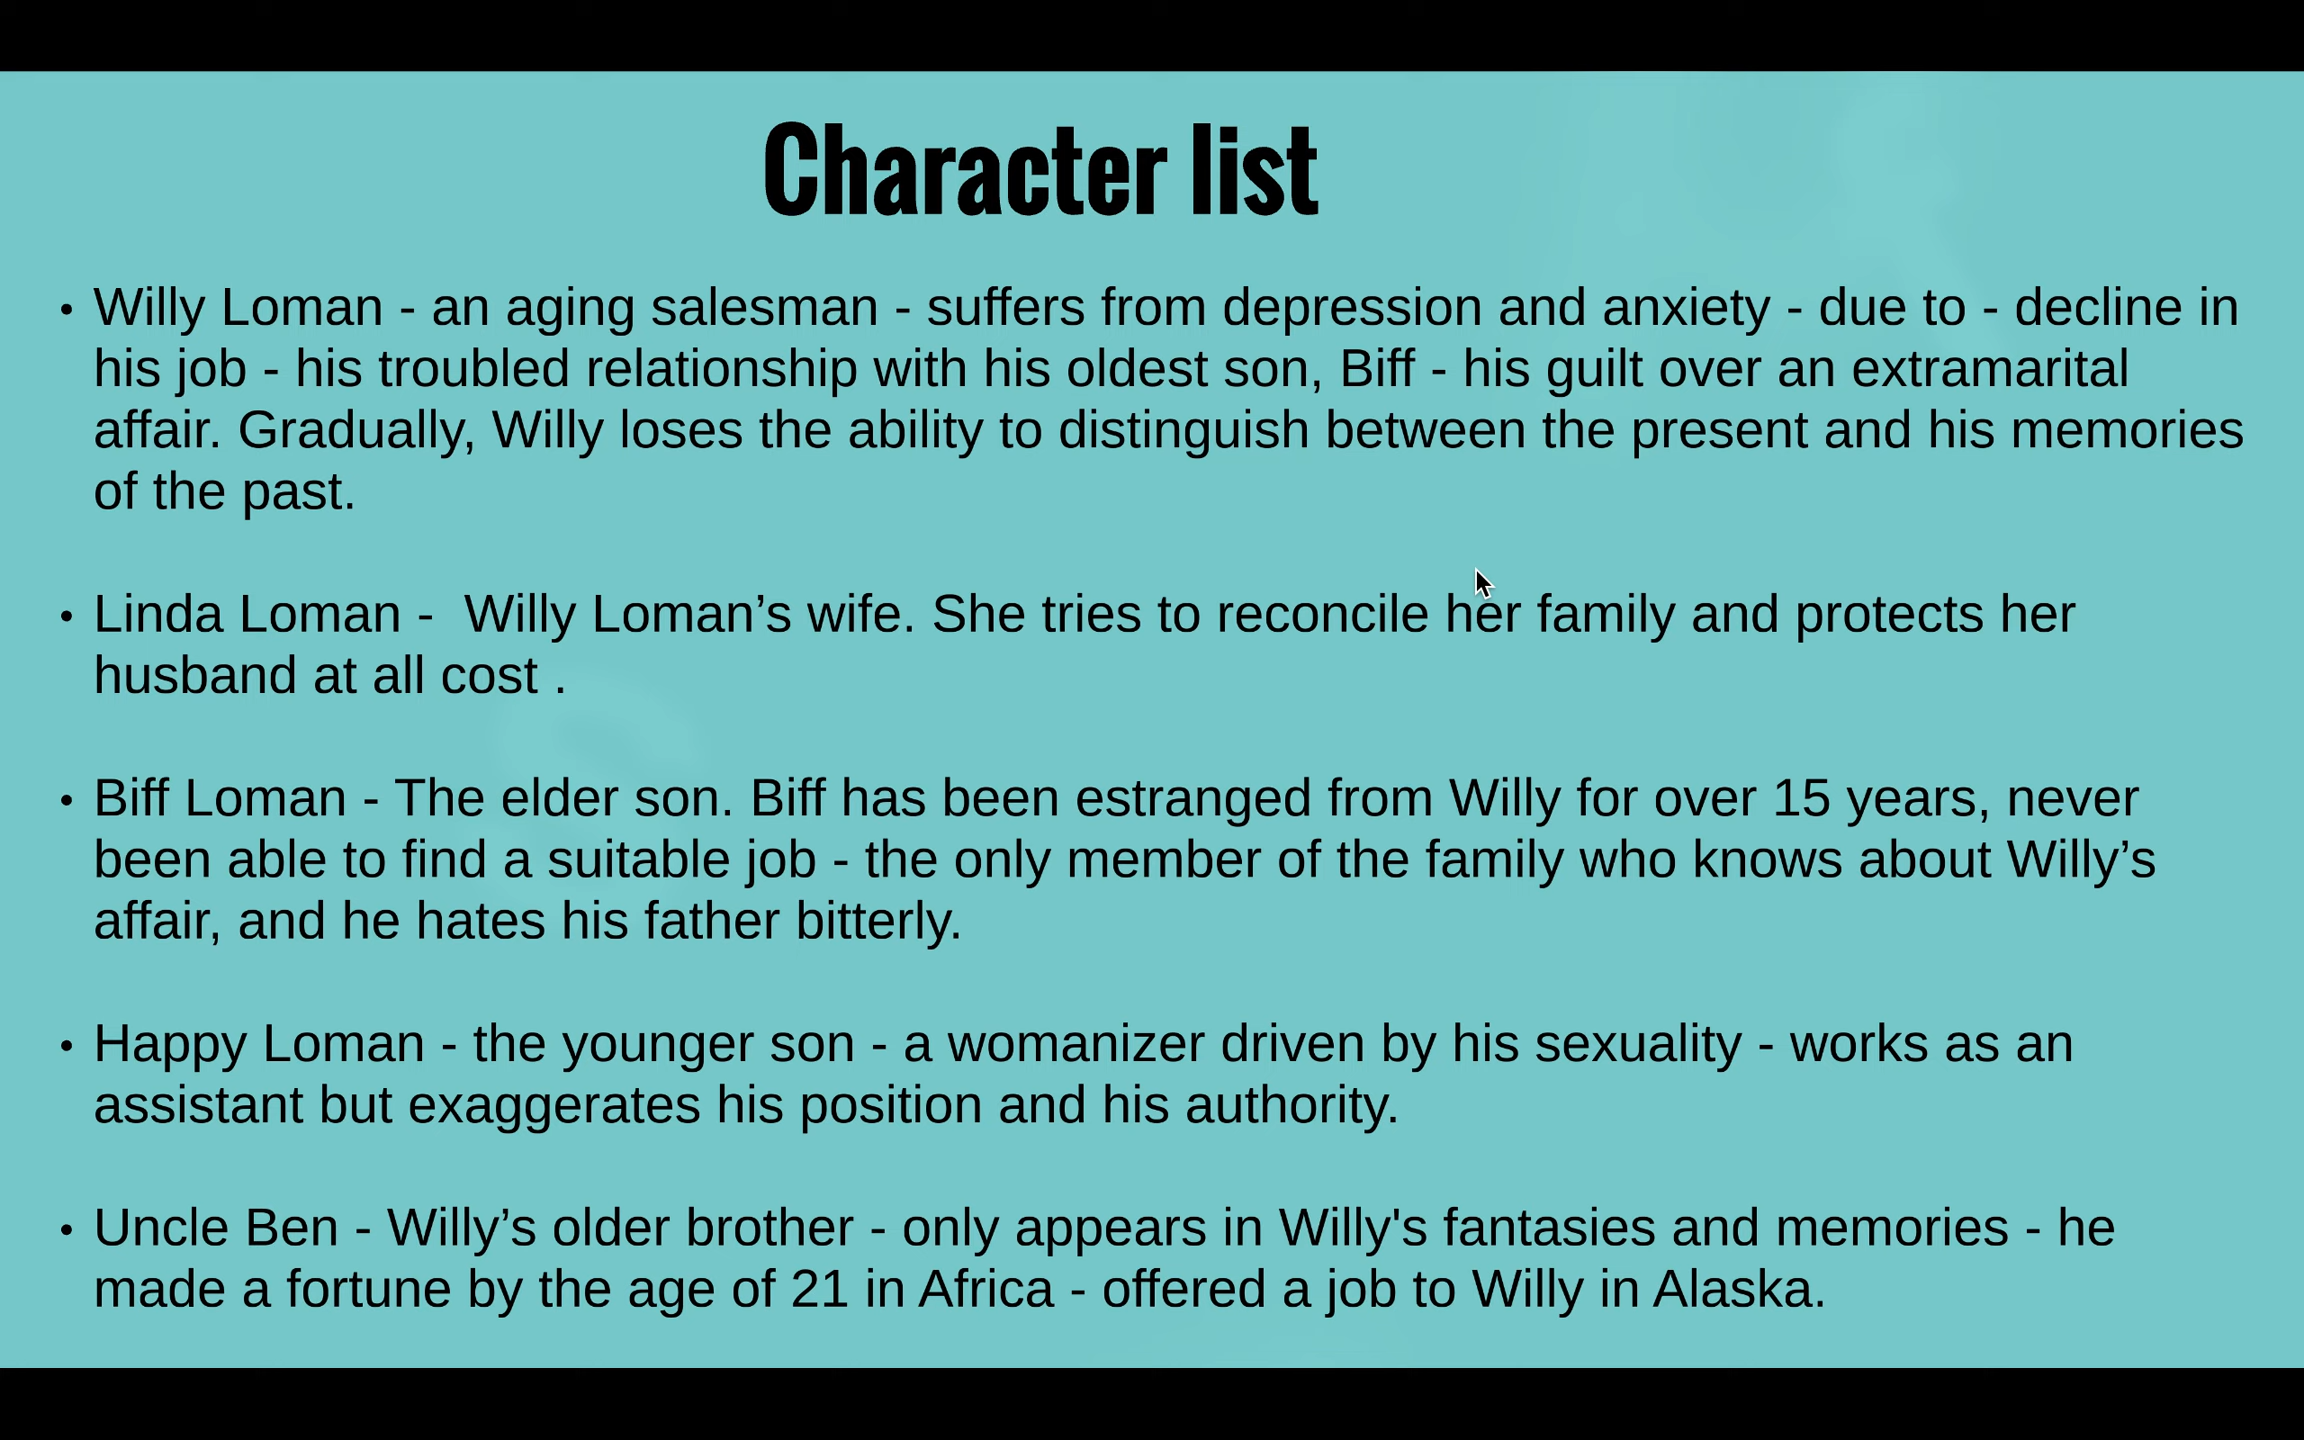 Character list
• Willy Loman - an aging salesman - suffers from depression and anxiety - due to - decline in
his job - his troubled relationship with his oldest son, Biff - his guilt over an extramarital
affair. Gradually, Willy loses the ability to distinguish between the present and his memories
of the past.
• Linda Loman -  Willy Loman’s wife. She tries to reconcile her family and protects her
husband at all cost .
• Biff Loman - The elder son. Biff has been estranged from Willy for over 15 years, never
been able to find a suitable job - the only member of the family who knows about Willy’s
affair, and he hates his father bitterly.
• Happy Loman - the younger son - a womanizer driven by his sexuality - works as an
assistant but exaggerates his position and his authority.
• Uncle Ben - Willy’s older brother - only appears in Willy's fantasies and memories - he
made a fortune by the age of 21 in Africa - offered a job to Willy in Alaska.